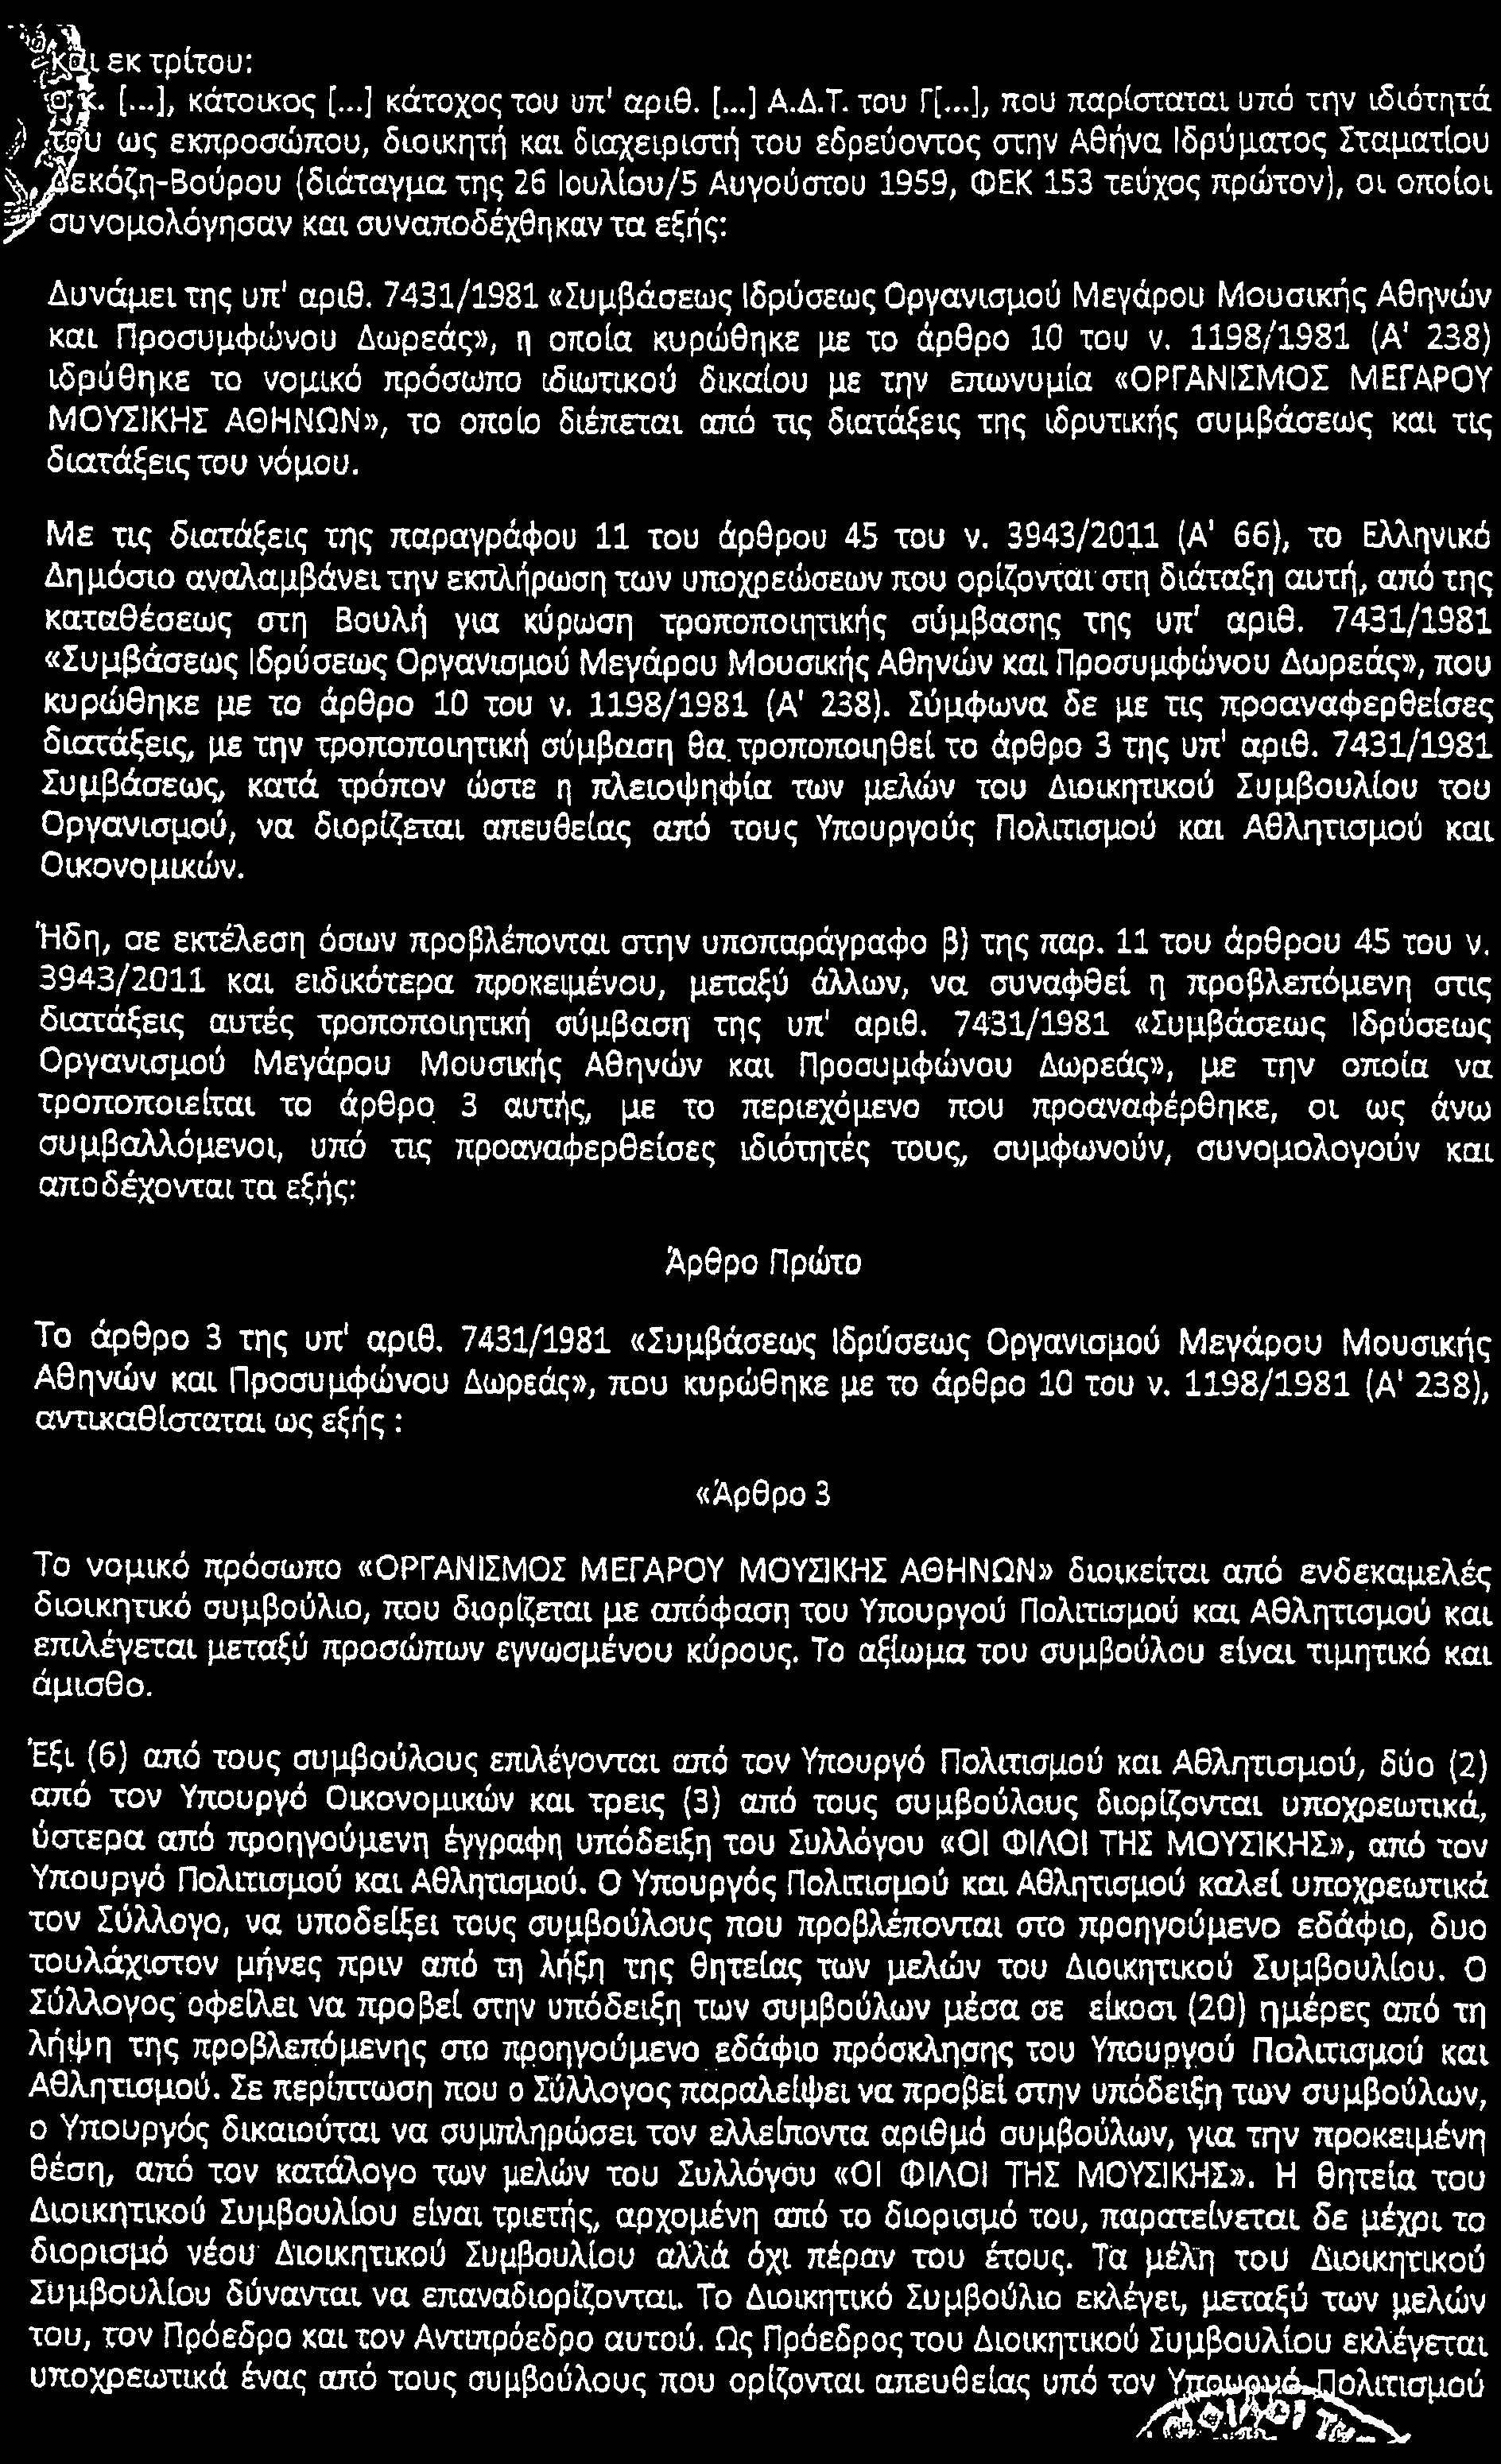 και εκ τρίτου:
ο κ. [...], κάτοικος [...] κάτοχος του υπ' αριθ. [...] Α.Δ.Τ. του Γ[...], που παρίσταται υπό την ιδιότητά
του ως εκπροσώπου, διοικητή και διαχειριστή του εδρεύοντος στην Αθήνα Ιδρύματος Σταματίου
Δεκόζη-Βούρου (διάταγμα της 26 Ιουλίου/5 Αυγούστου 1959, ΦΕΚ 153 τεύχος πρώτον), οι οποίοι
συνομολόγησαν και συναποδέχθηκαν τα εξής:
Δυνάμει της υπ' αριθ. 7431/1981 «Συμβάσεως Ιδρύσεως Οργανισμού Μεγάρου Μουσικής Αθηνών
και Προσυμφώνου Δωρεάς», η οποία κυρώθηκε με το άρθρο 10 του ν. 1198/1981 (Α' 238)
ιδρύθηκε το νομικό πρόσωπο ιδιωτικού δικαίου με την επωνυμία «ΟΡΓΑΝΙΣΜΟΣ ΜΕΓΑΡΟΥ
ΜΟΥΣΙΚΗΣ ΑΘΗΝΩΝ», το οποίο διέπεται από τις διατάξεις της ιδρυτικής συμβάσεως και τις
διατάξεις του νόμου.
Με τις διατάξεις της παραγράφου 11 του άρθρου 45 του ν. 3943/2011 (Α' 66), το Ελληνικό
Δημόσιο αναλαμβάνει την εκπλήρωση των υποχρεώσεων που ορίζονται στη διάταξη αυτή, από της
καταθέσεως στη Βουλή για κύρωση τροποποιητικής σύμβασης της υπ' αριθ. 7431/1981
«Συμβάσεως Ιδρύσεως Οργανισμού Μεγάρου Μουσικής Αθηνών και Προσυμφώνου Δωρεάς», που
κυρώθηκε με το άρθρο 10 του ν. 1198/1981 (Α' 238). Σύμφωνα δε με τις προαναφερθείσες
διατάξεις, με την τροποποιητική σύμβαση θα τροποποιηθεί το άρθρο 3 της υπ' αριθ. 7431/1981
Συμβάσεως, κατά τρόπον ώστε η πλειοψηφία των μελών του Διοικητικού Συμβουλίου του
Οργανισμού, να διορίζεται απευθείας από τους Υπουργούς Πολιτισμού και Αθλητισμού και
Οικονομικών.
Ήδη, σε εκτέλεση όσων προβλέπονται στην υποπαράγραφο β) της παρ. 11 του άρθρου 45 του ν.
3943/2011 και ειδικότερα προκειμένου, μεταξύ άλλων, να συναφθεί η προβλεπόμενη στις
διατάξεις αυτές τροποποιητική σύμβαση της υπ' αριθ. 7431/1981 «Συμβάσεως Ιδρύσεως
Οργανισμού Μεγάρου Μουσικής Αθηνών και Προσυμφώνου Δωρεάς», με την οποία να
τροποποιείται το άρθρο 3 αυτής, με το περιεχόμενο που προαναφέρθηκε, οι ως άνω
συμβαλλόμενοι, υπό τις προαναφερθείσες ιδιότητές τους, συμφωνούν, συνομολογούν και
αποδέχονται τα εξής:
Άρθρο Πρώτο
Το άρθρο 3 της υπ' αριθ. 7431/1981 «Συμβάσεως Ιδρύσεως Οργανισμού Μεγάρου Μουσικής
Αθηνών και Προσυμφώνου Δωρεάς», που κυρώθηκε με το άρθρο 10 του ν. 1198/1981 (Α' 238),
αντικαθίσταται ως εξής :
«Άρθρο 3
Το νομικό πρόσωπο «ΟΡΓΑΝΙΣΜΟΣ ΜΕΓΑΡΟΥ ΜΟΥΣΙΚΗΣ ΑΘΗΝΩΝ» διοικείται από ενδεκαμελές
διοικητικό συμβούλιο, που διορίζεται με απόφαση του Υπουργού Πολιτισμού και Αθλητισμού και
επιλέγεται μεταξύ προσώπων εγνωσμένου κύρους. Το αξίωμα του συμβούλου είναι τιμητικό και
άμισθο.
Έξι (6) από τους συμβούλους επιλέγονται από τον Υπουργό Πολιτισμού και Αθλητισμού, δύο (2)
από τον Υπουργό Οικονομικών και τρεις (3) από τους συμβούλους διορίζονται υποχρεωτικά,
ύστερα από προηγούμενη έγγραφη υπόδειξη του Συλλόγου «ΟΙ ΦΙΛΟΙ ΤΗΣ ΜΟΥΣΙΚΗΣ», από τον
Υπουργό Πολιτισμού και Αθλητισμού. Ο Υπουργός Πολιτισμού και Αθλητισμού καλεί υποχρεωτικά
τον Σύλλογο, να υποδείξει τους συμβούλους που προβλέπονται στο προηγούμενο εδάφιο, δυο
τουλάχιστον μήνες πριν από τη λήξη της θητείας των μελών του Διοικητικού Συμβουλίου. Ο
Σύλλογος οφείλει να προβεί στην υπόδειξη των συμβούλων μέσα σε είκοσι (20) ημέρες από τη
λήψη της προβλεπόμενης στο προηγούμενο εδάφιο πρόσκλησης του Υπουργού Πολιτισμού και
Αθλητισμού. Σε περίπτωση που ο Σύλλογος παραλείψει να προβεί στην υπόδειξη των συμβούλων,
ο Υπουργός δικαιούται να συμπληρώσει τον ελλείποντα αριθμό συμβούλων, για την προκειμένη
θέση, από τον κατάλογο των μελών του Συλλόγου «ΟΙ ΦΙΛΟΙ ΤΗΣ ΜΟΥΣΙΚΗΣ». Η θητεία του
Διοικητικού Συμβουλίου είναι τριετής, αρχομένη από το διορισμό του, παρατείνεται δε μέχρι το
διορισμό νέου Διοικητικού Συμβουλίου αλλά όχι πέραν του έτους. Τα μέλη του Διοικητικού
Συμβουλίου δύνανται να επαναδιορίζονται. Το Διοικητικό Συμβούλιο εκλέγει, μεταξύ των μελών
του, τον Πρόεδρο και τον Αντιπρόεδρο αυτού. Ως Πρόεδρος του Διοικητικού Συμβουλίου εκλέγεται
υποχρεωτικά ένας από τους συμβούλους που ορίζονται απευθείας υπό τον Υπουργό Πολιτισμού